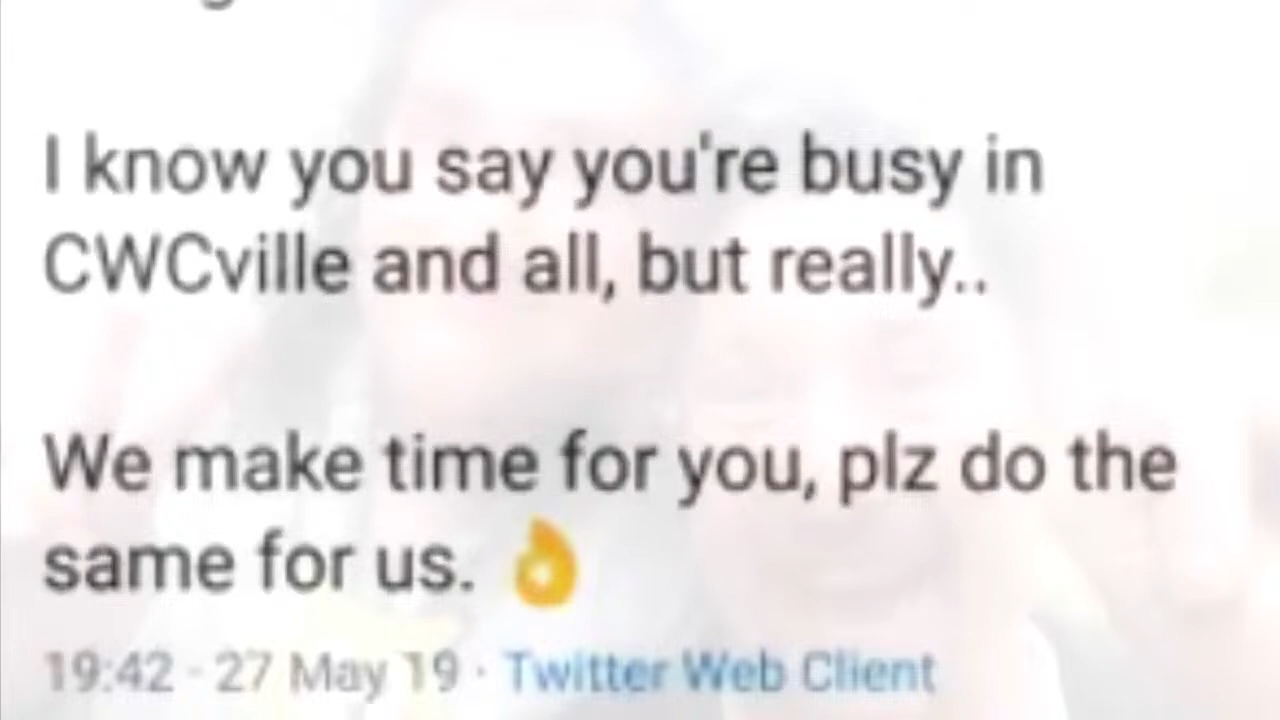 I know you say you're busy in
CWCville and all, but really..
We make time for you, plz do the
same for us. 👌
19:42 · 27 May 19 · Twitter Web Client